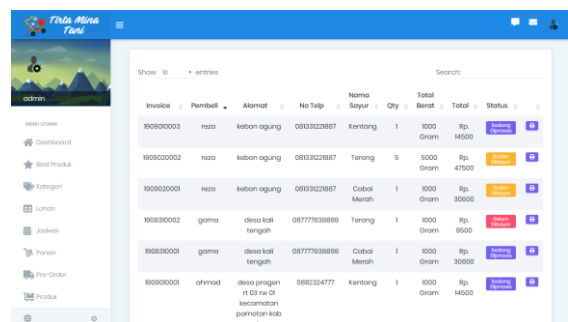 Tirta Mina
Tani
admin
MENU UTAMA
Dashboard
Best Produk
Kategori
Lahan
Jadwal
Panen
Pre-Order
Produk
Show 10 entries
Search:
Invoice Pembeli Alamat No Telp Nama Sayur Qty Total Berat Total Status
1909010003 reza kebon agung 081331221887 Kentang 1 1000 Gram Rp. 14500 Sedang Diproses
1909020002 reza kebon agung 081331221887 Terong 5 5000 Gram Rp. 47500 Sudah Dibayar
1909020001 reza kebon agung 081331221887 Cabai Merah 1 1000 Gram Rp. 30600 Sudah Dibayar
1908310002 gama desa kali tengah 087777638898 Terong 1 1000 Gram Rp. 9500 Belum Dibayar
1908310001 gama desa kali tengah 087777638898 Cabai Merah 1 1000 Gram Rp. 30600 Sedang Diproses
1909010001 ahmad desa pragen rt 03 rw 01 kecamatan pamotan kab 08112324777 Kentang 1 1000 Gram Rp. 14500 Sedang Diproses